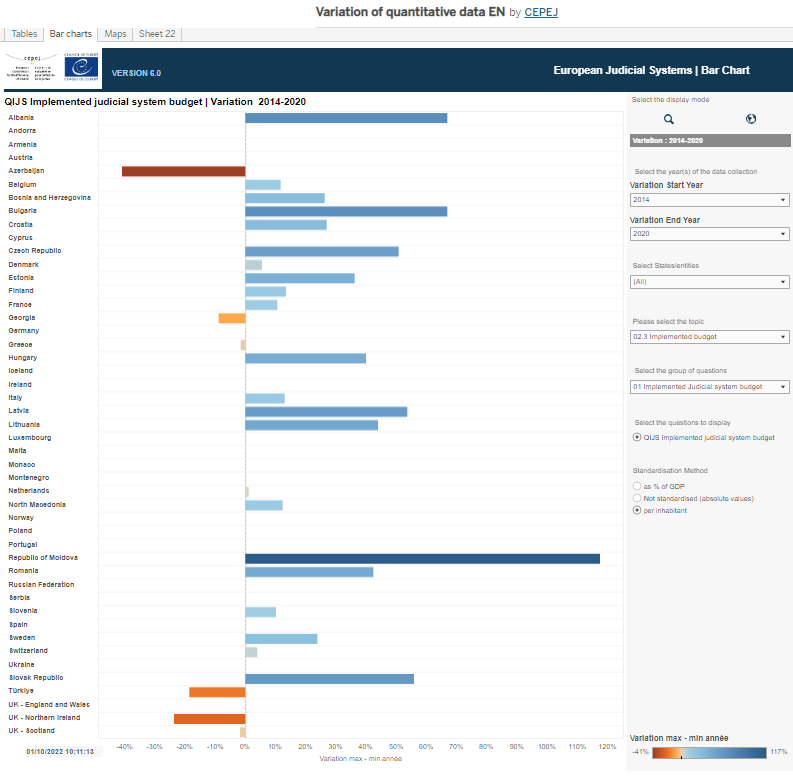 Variation of quantitative data EN by CEPEJ
Tables
Bar charts
Maps
Sheet 22
cepej
VERSION 6.0
European Judicial Systems | Bar Chart
QIJS Implemented judicial system budget | Variation 2014-2020
Albania
Andorra
Armenia
Austria
Azerbaijan
Belgium
Bosnia and Herzegovina
Bulgaria
Croatia
Cyprus
Czech Republic
Denmark
Estonia
Finland
France
Georgia
Germany
Greece
Hungary
Iceland
Ireland
Italy
Latvia
Lithuania
Luxembourg
Malta
Monaco
Montenegro
Netherlands
North Macedonia
Norway
Poland
Portugal
Republic of Moldova
Romania
Russian Federation
Serbia
Slovenia
Spain
Sweden
Switzerland
Ukraine
Slovak Republic
Türkiye
UK - England and Wales
UK - Northern Ireland
UK - Scotland
01/10/2022 10:11:13
-40% -30% -20% -10% 0% 10% 20% 30% 40% 50% 60% 70% 80% 90% 100% 110% 120%
Variation max - min année
Select the display mode
Variation : 2014-2020
Select the year(s) of the data collection
Variation Start Year
2014
Variation End Year
2020
Select States/entities
(All)
Please select the topic
02.3 Implemented budget
Select the group of questions
01 Implemented Judicial system budget
Select the questions to display
QIJS Implemented judicial system budget
Standardisation Method
as % of GDP
Not standardised (absolute values)
per inhabitant
Variation max - min année
-41% 117%